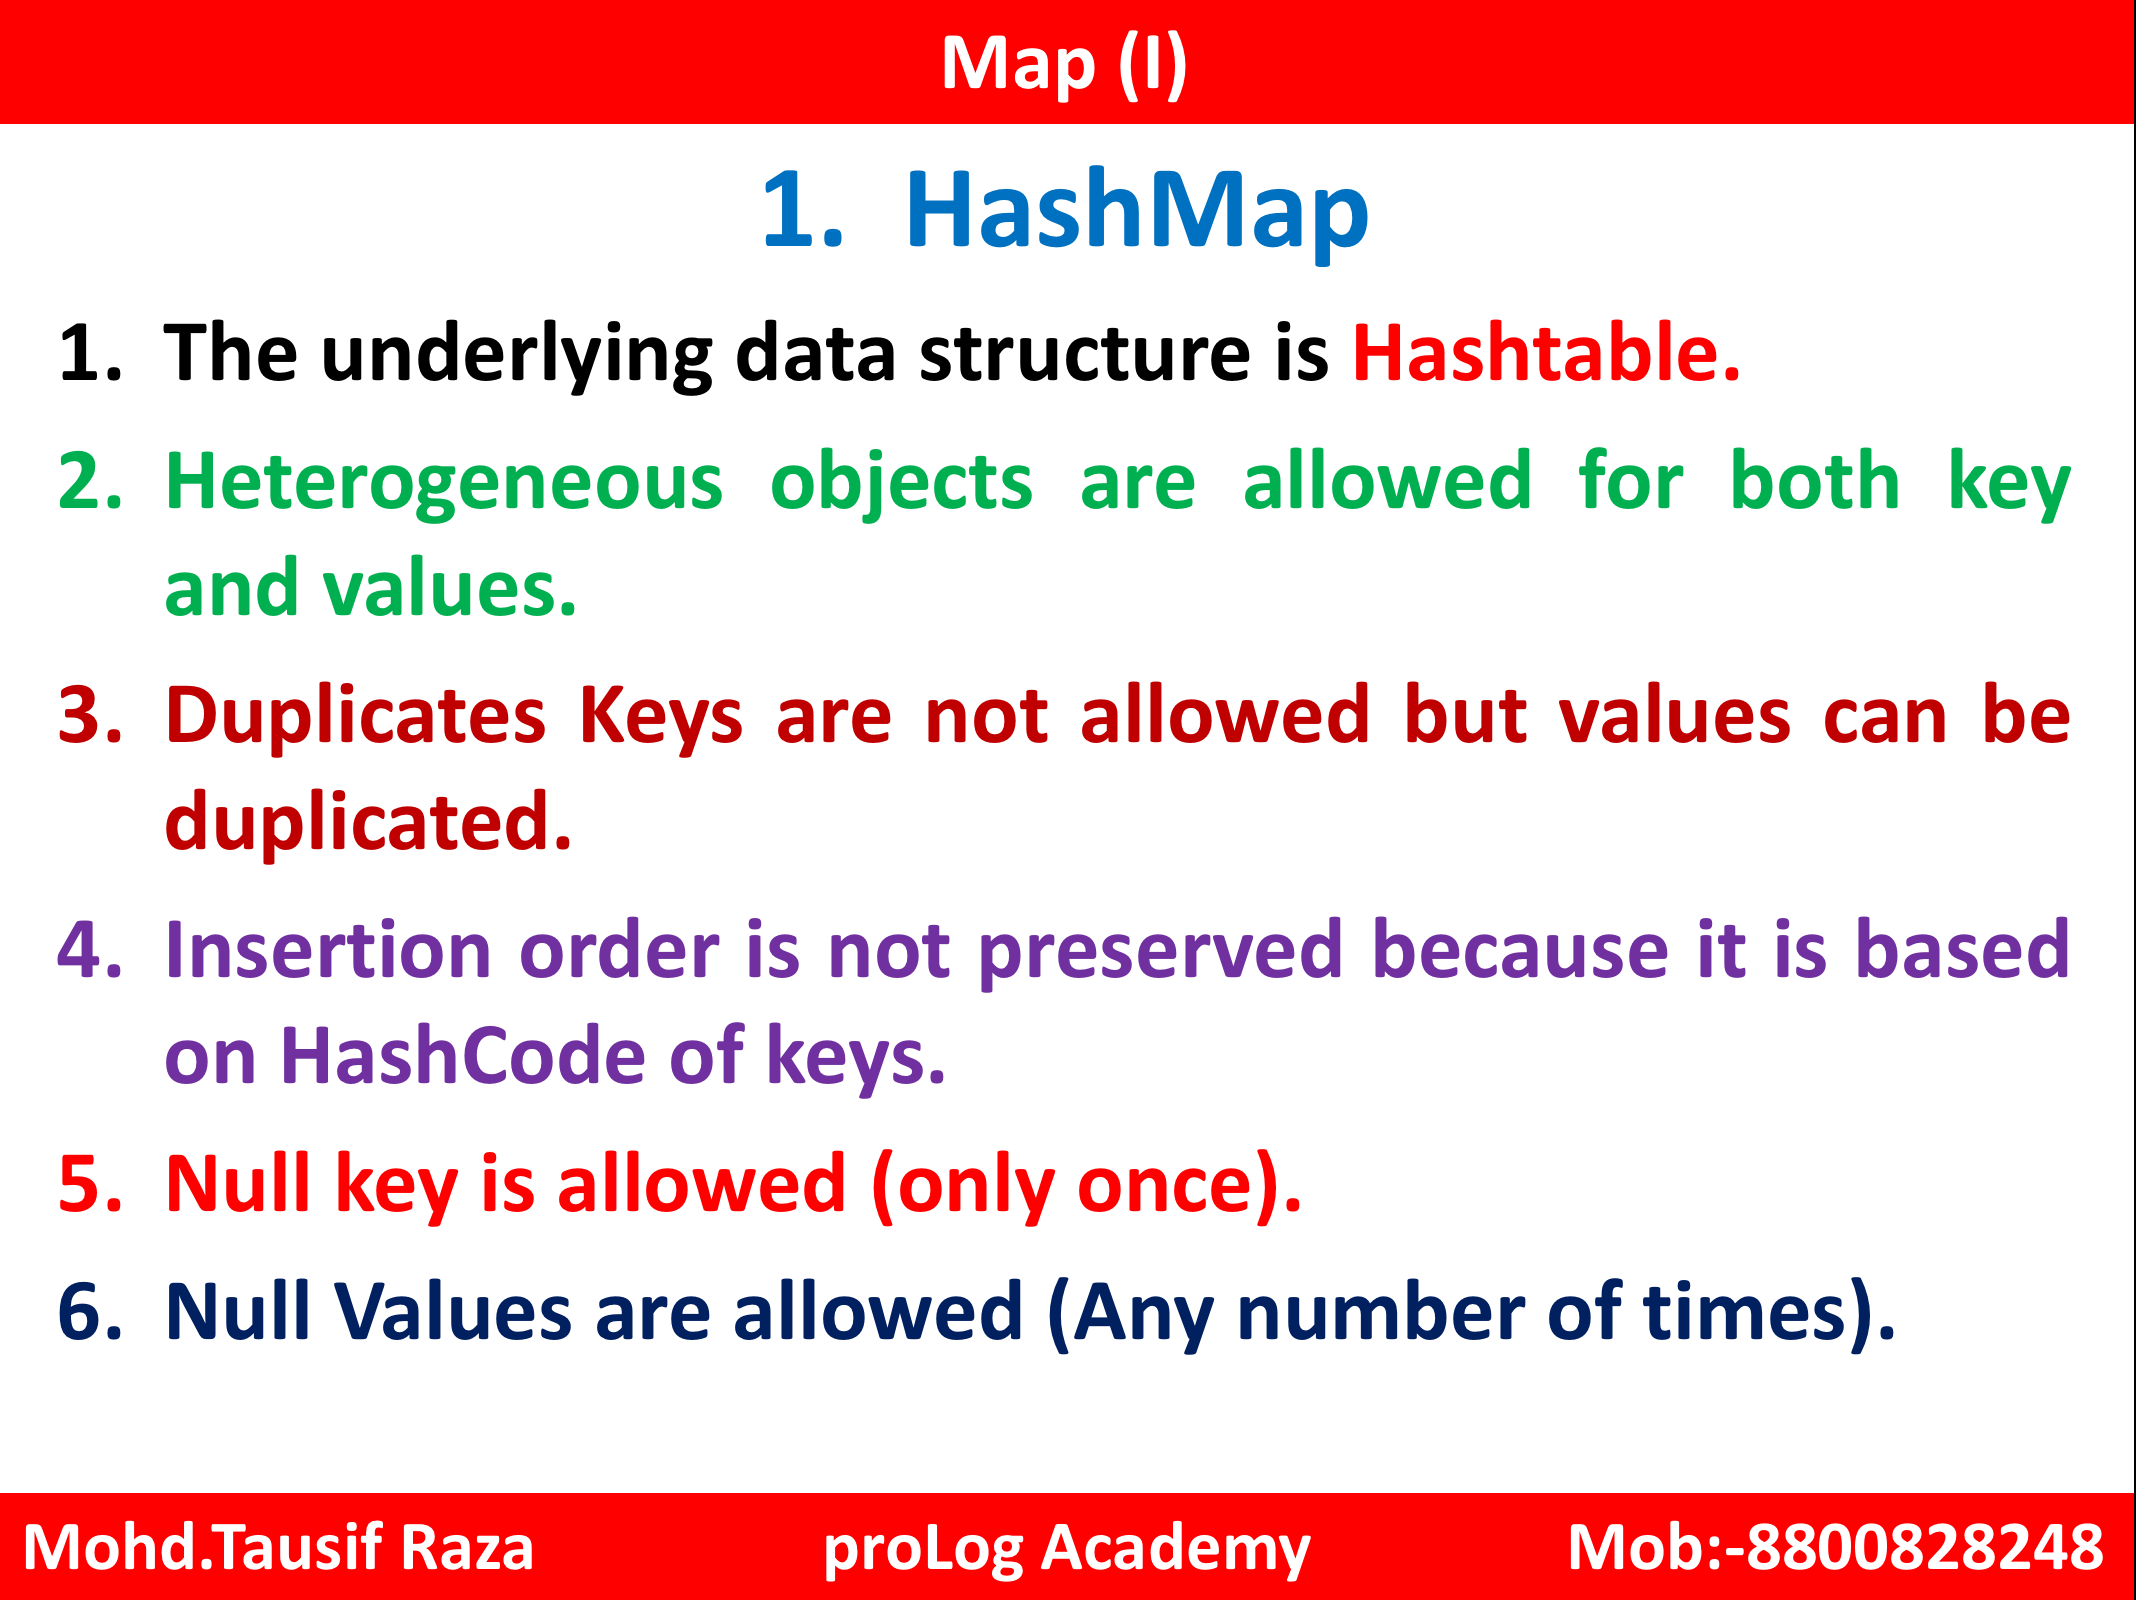 Map (I)
1. HashMap
1. The underlying data structure is Hashtable.
2. Heterogeneous objects are allowed for both key
and values.
3. Duplicates Keys are not allowed but values can be
duplicated.
4. Insertion order is not preserved because it is based
on HashCode of keys.
5. Null key is allowed (only once).
6. Null Values are allowed (Any number of times).
Mohd.Tausif Raza proLog Academy Mob:-8800828248